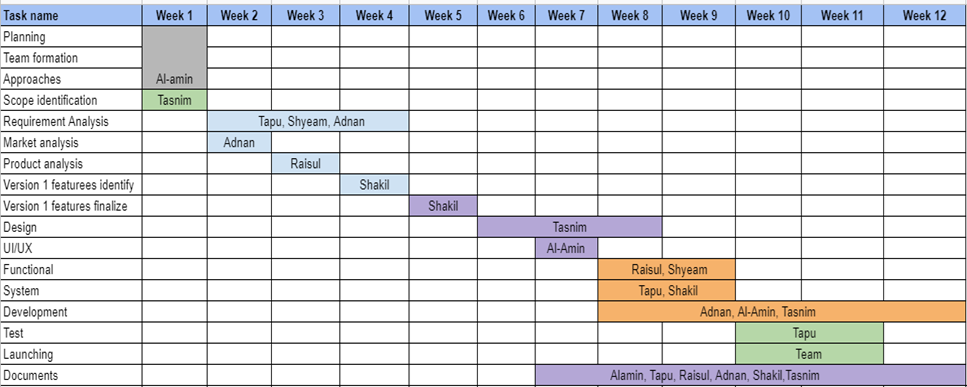 Task name Week 1 Week 2 Week 3 Week 4 Week 5 Week 6 Week 7 Week 8 Week 9 Week 10 Week 11 Week 12
Planning
Team formation
Approaches Al-amin
Scope identification Tasnim
Requirement Analysis Tapu, Shyeam, Adnan
Market analysis Adnan
Product analysis Raisul
Version 1 featurees identify Shakil
Version 1 features finalize Shakil
Design Tasnim
UI/UX Al-Amin
Functional Raisul, Shyeam
System Tapu, Shakil
Development Adnan, Al-Amin, Tasnim
Test Tapu
Launching Team
Documents Alamin, Tapu, Raisul, Adnan, Shakil,Tasnim